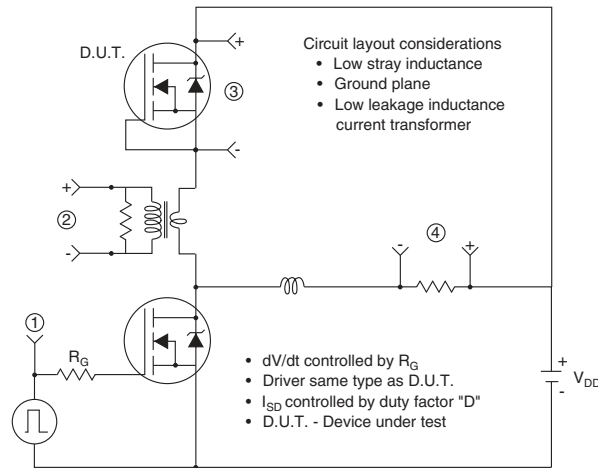 D.U.T.
+
③
-
Circuit layout considerations
• Low stray inductance
• Ground plane
• Low leakage inductance
current transformer
+
②
-
- ④ +
①
R_G
• dV/dt controlled by R_G
• Driver same type as D.U.T.
• I_SD controlled by duty factor "D"
• D.U.T. - Device under test
+
V_DD
-